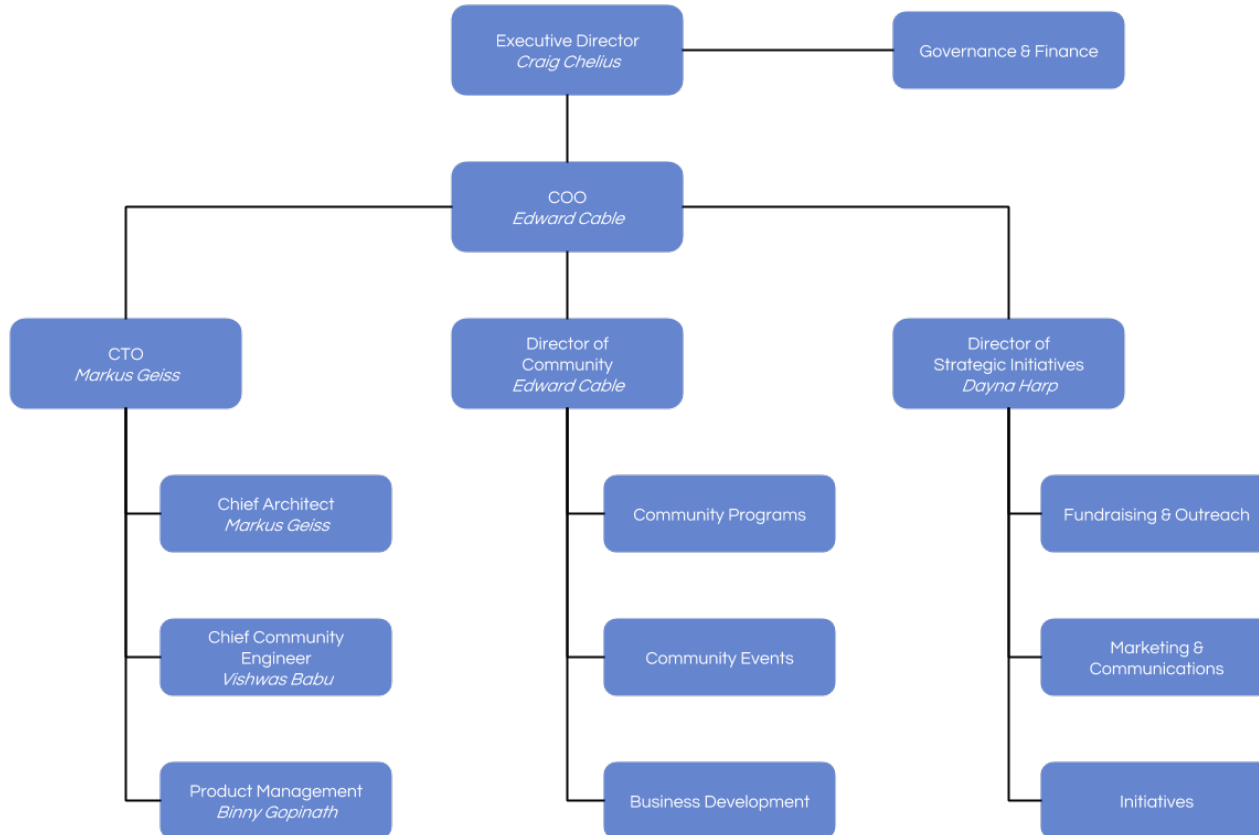 Executive Director
Craig Chelius
Governance & Finance
COO
Edward Cable
CTO
Markus Geiss
Director of
Community
Edward Cable
Director of
Strategic Initiatives
Dayna Harp
Chief Architect
Markus Geiss
Community Programs
Fundraising & Outreach
Chief Community
Engineer
Vishwas Babu
Community Events
Marketing &
Communications
Product Management
Binny Gopinath
Business Development
Initiatives